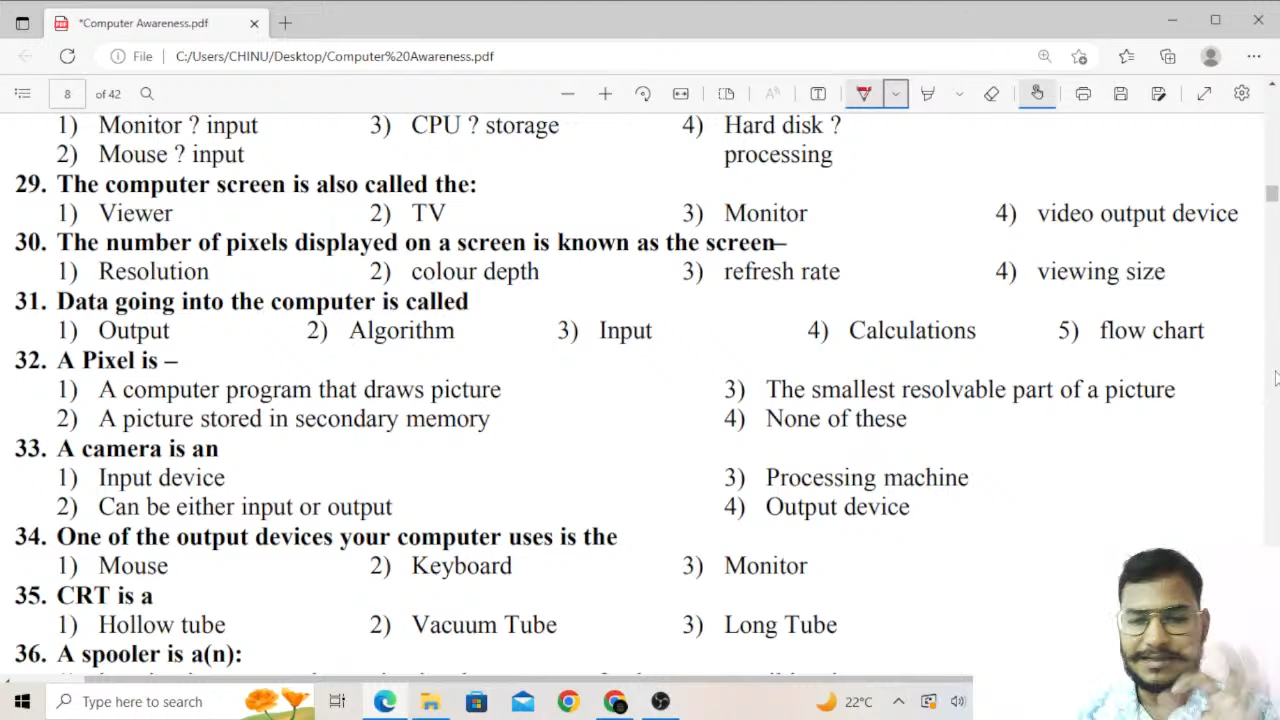 *Computer Awareness.pdf
File C:/Users/CHINU/Desktop/Computer%20Awareness.pdf
8 of 42
1) Monitor ? input 3) CPU ? storage 4) Hard disk ?
2) Mouse ? input processing
29. The computer screen is also called the:
1) Viewer 2) TV 3) Monitor 4) video output device
30. The number of pixels displayed on a screen is known as the screen–
1) Resolution 2) colour depth 3) refresh rate 4) viewing size
31. Data going into the computer is called
1) Output 2) Algorithm 3) Input 4) Calculations 5) flow chart
32. A Pixel is –
1) A computer program that draws picture 3) The smallest resolvable part of a picture
2) A picture stored in secondary memory 4) None of these
33. A camera is an
1) Input device 3) Processing machine
2) Can be either input or output 4) Output device
34. One of the output devices your computer uses is the
1) Mouse 2) Keyboard 3) Monitor
35. CRT is a
1) Hollow tube 2) Vacuum Tube 3) Long Tube
36. A spooler is a(n):
Type here to search 22°C